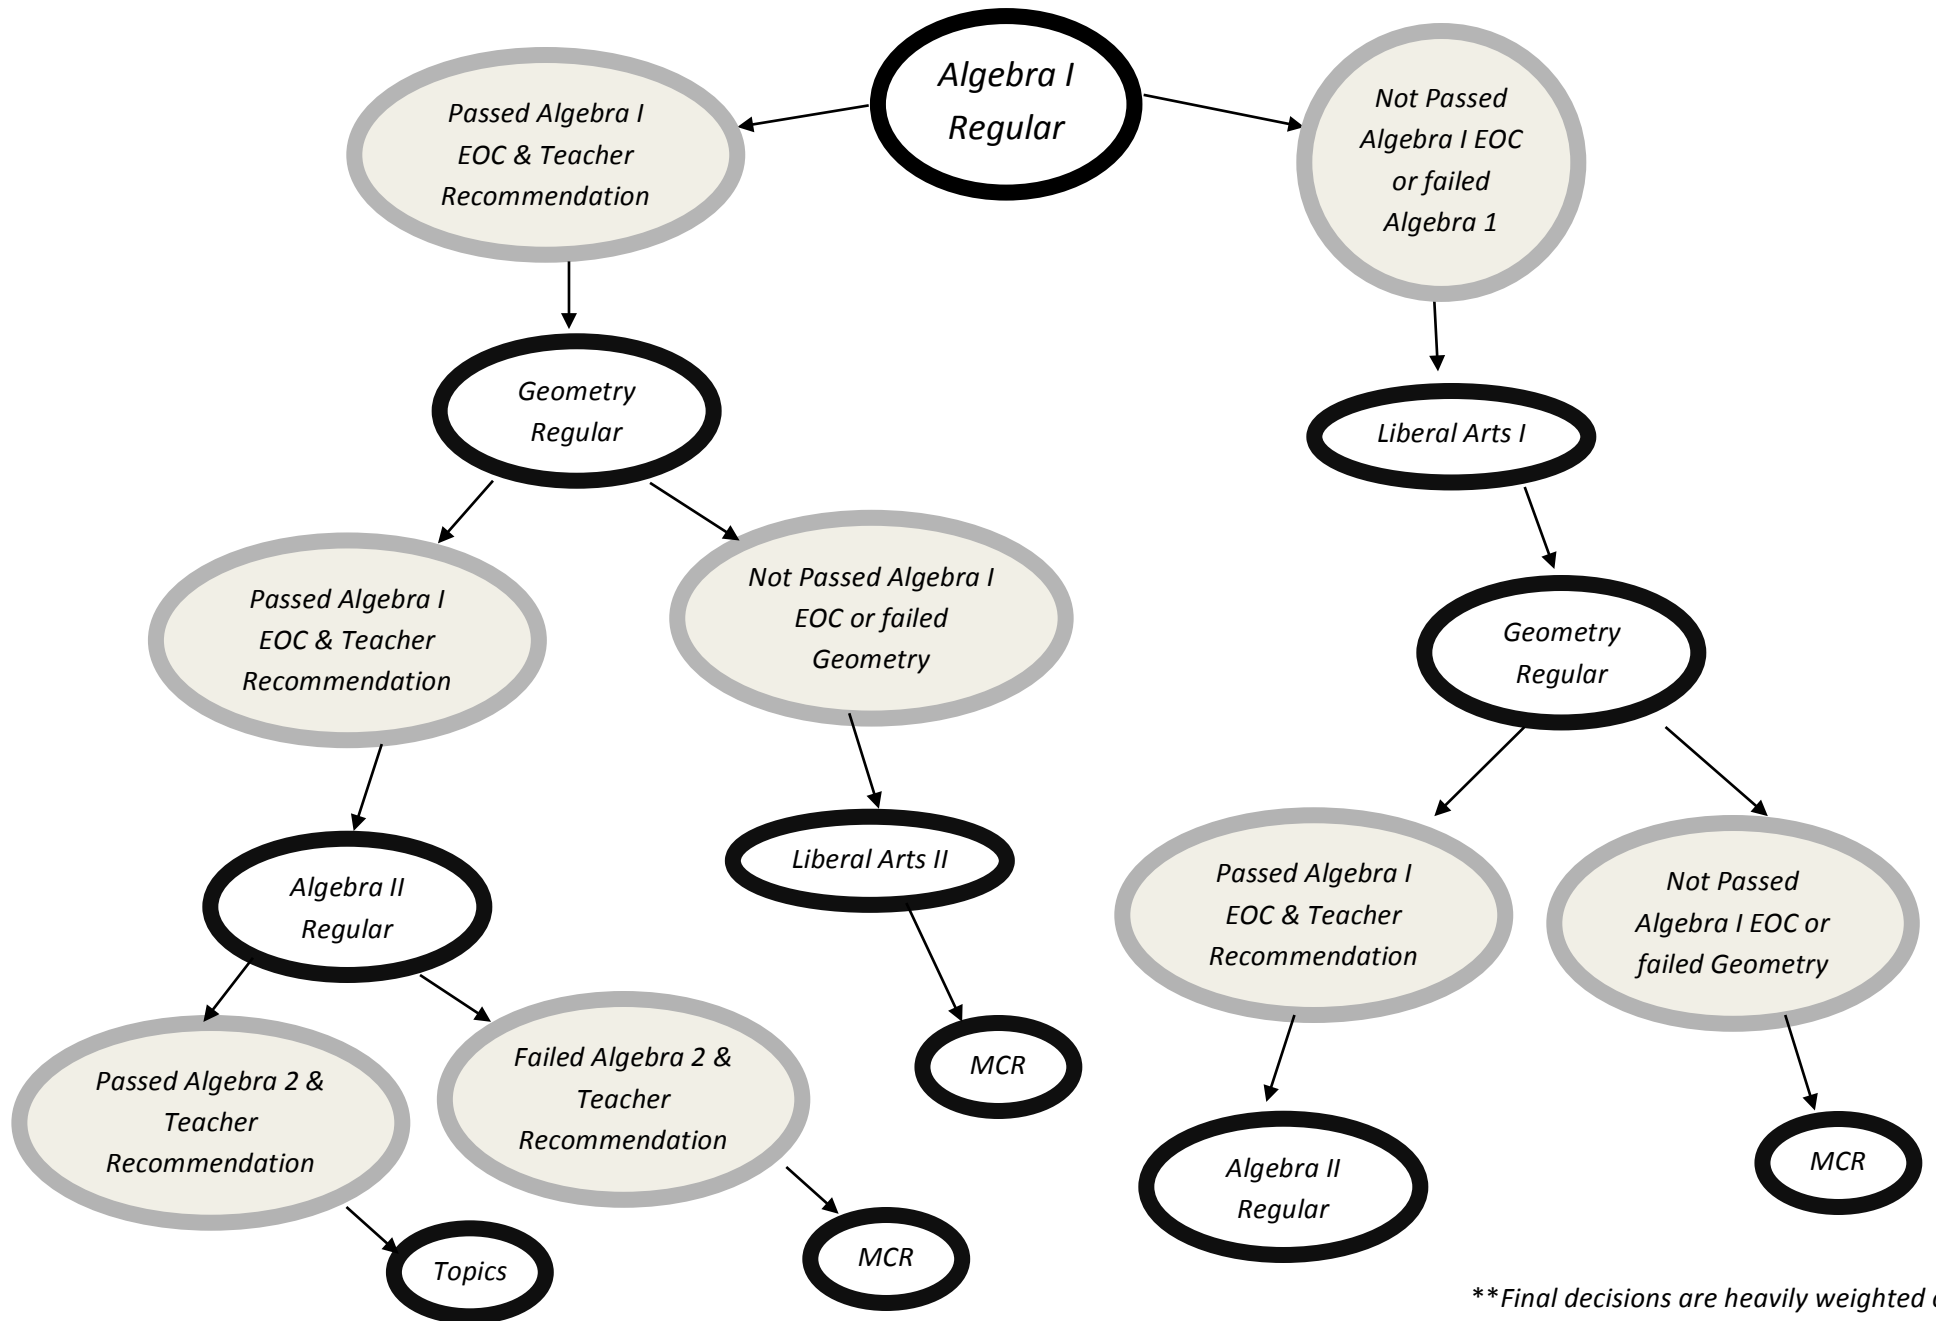 Algebra I
Regular
Passed Algebra I
EOC & Teacher
Recommendation
Not Passed
Algebra I EOC
or failed
Algebra 1
Geometry
Regular
Liberal Arts I
Passed Algebra I
EOC & Teacher
Recommendation
Not Passed Algebra I
EOC or failed
Geometry
Geometry
Regular
Algebra II
Regular
Liberal Arts II
Passed Algebra I
EOC & Teacher
Recommendation
Not Passed
Algebra I EOC or
failed Geometry
Passed Algebra 2 &
Teacher
Recommendation
Failed Algebra 2 &
Teacher
Recommendation
MCR
Algebra II
Regular
MCR
Topics
MCR
**Final decisions are heavily weighted